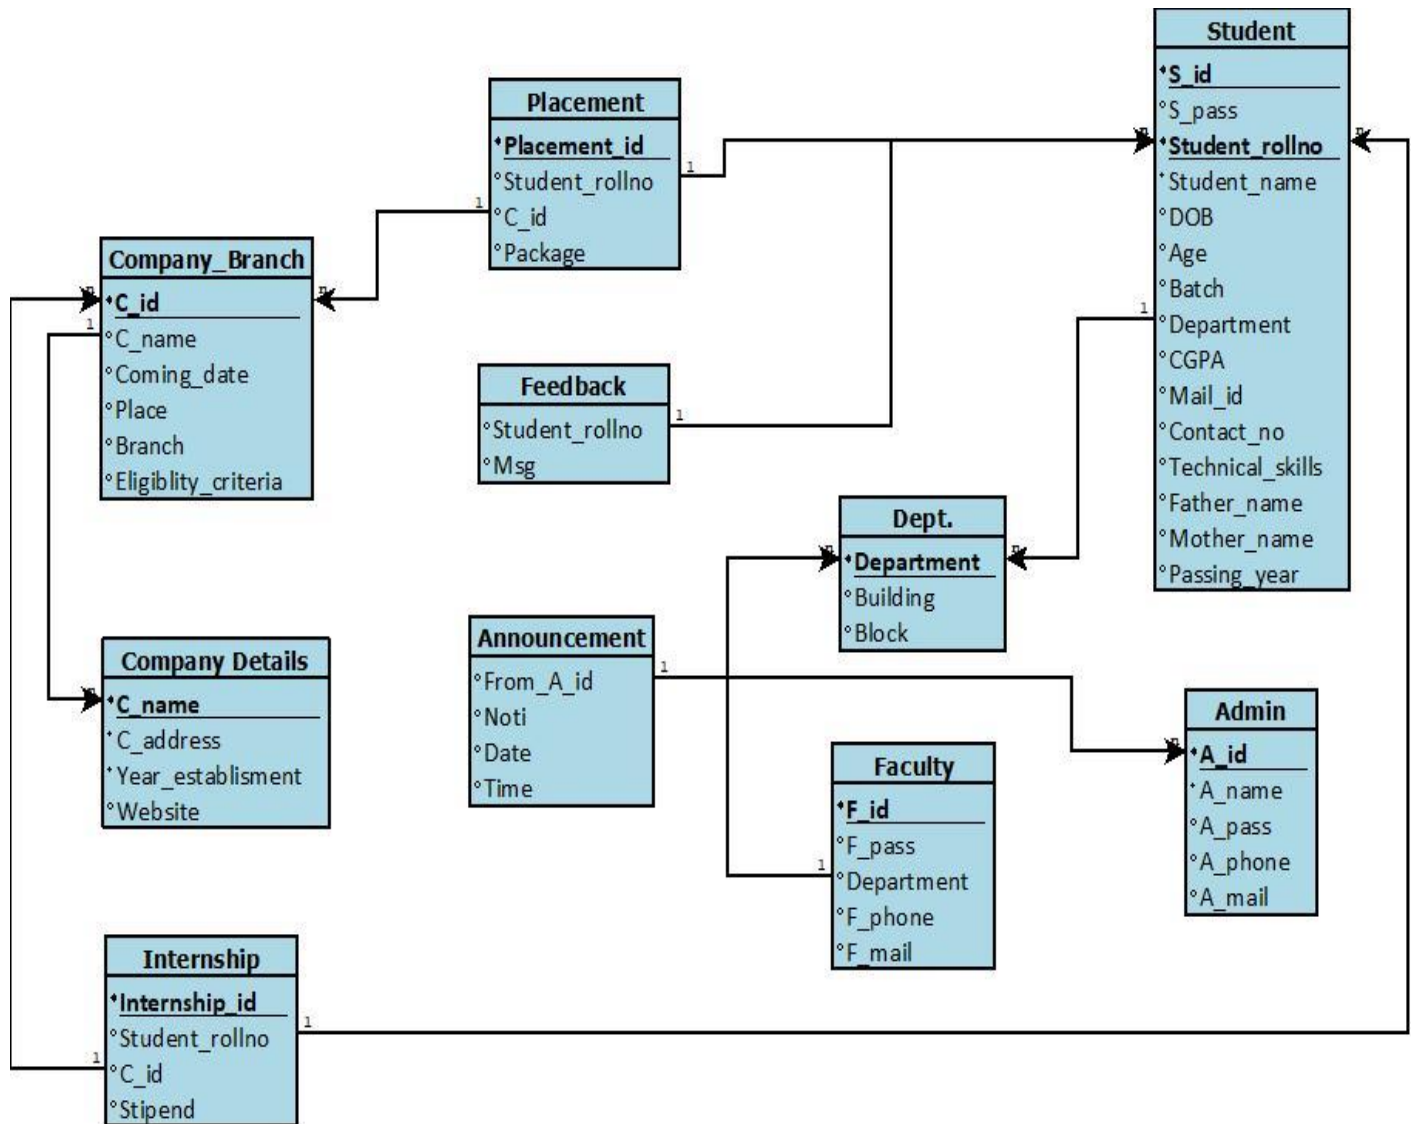 Student
S_id
S_pass
Student_rollno
Student_name
DOB
Age
Batch
Department
CGPA
Mail_id
Contact_no
Technical_skills
Father_name
Mother_name
Passing_year
n
n
1
Placement
Placement_id
Student_rollno
C_id
Package
1
1
Company_Branch
C_id
C_name
Coming_date
Place
Branch
Eligiblity_criteria
n
n
1
Feedback
Student_rollno
Msg
1
Dept.
Department
Building
Block
n
n
Company Details
C_name
C_address
Year_establisment
Website
n
Announcement
From_A_id
Noti
Date
Time
1
Admin
A_id
A_name
A_pass
A_phone
A_mail
n
Faculty
F_id
F_pass
Department
F_phone
F_mail
1
Internship
Internship_id
Student_rollno
C_id
Stipend
1
1